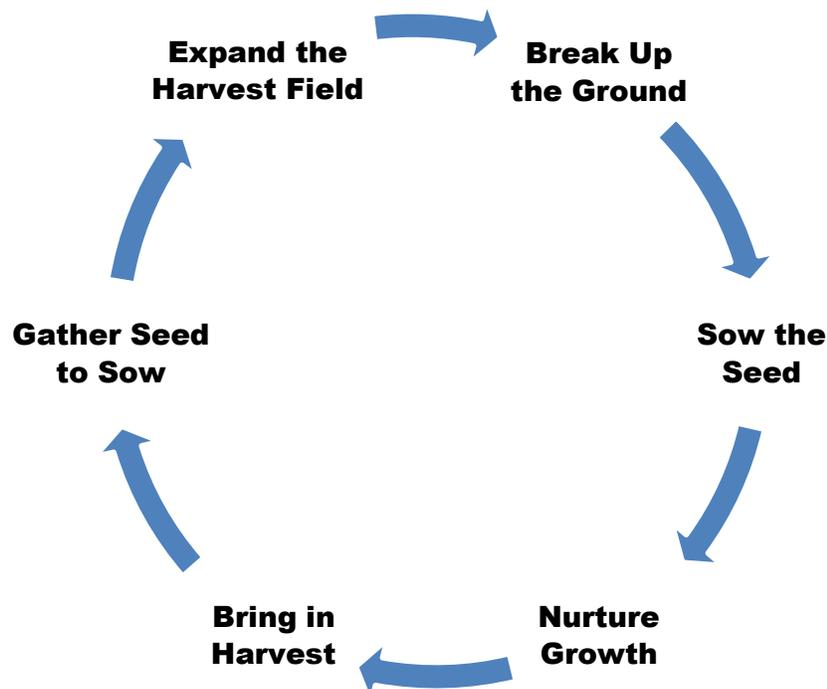 Expand the
Harvest Field
Break Up
the Ground
Sow the
Seed
Nurture
Growth
Bring in
Harvest
Gather Seed
to Sow